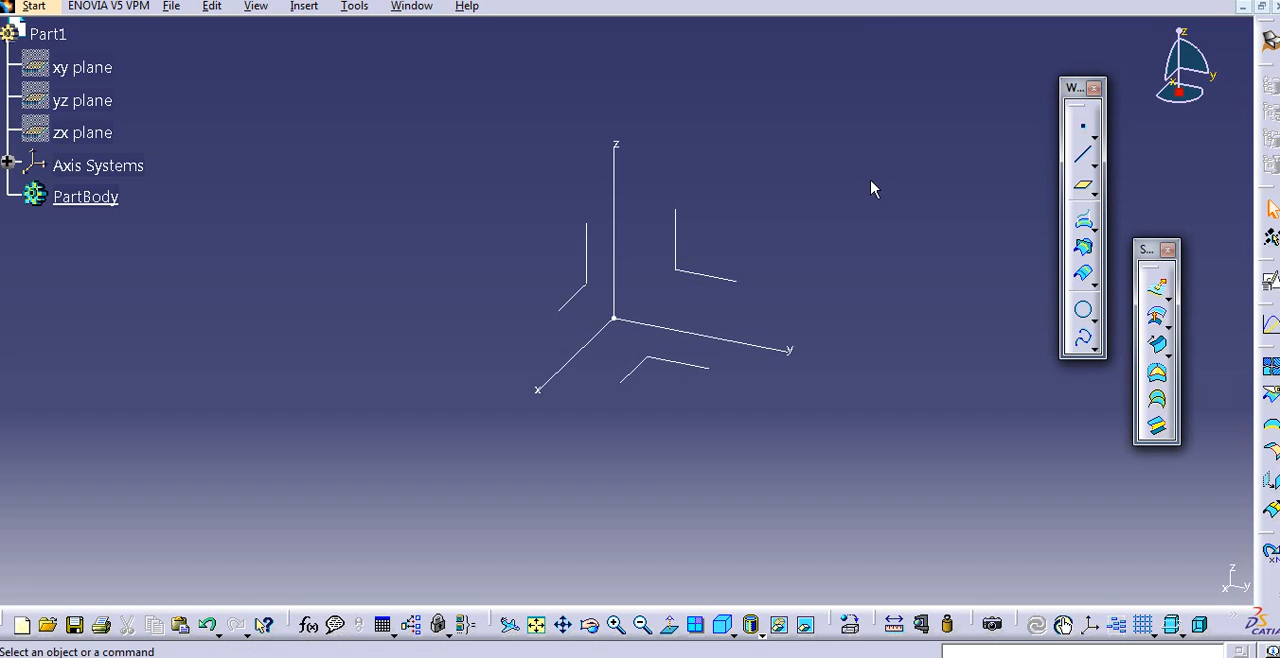 Start ENOVIA V5 VPM File Edit View Insert Tools Window Help
Part1
xy plane
yz plane
zx plane
Axis Systems
PartBody
z
y
x
W...
S...
z
y
x
z
y
x
f(x)
CATIA
Select an object or a command